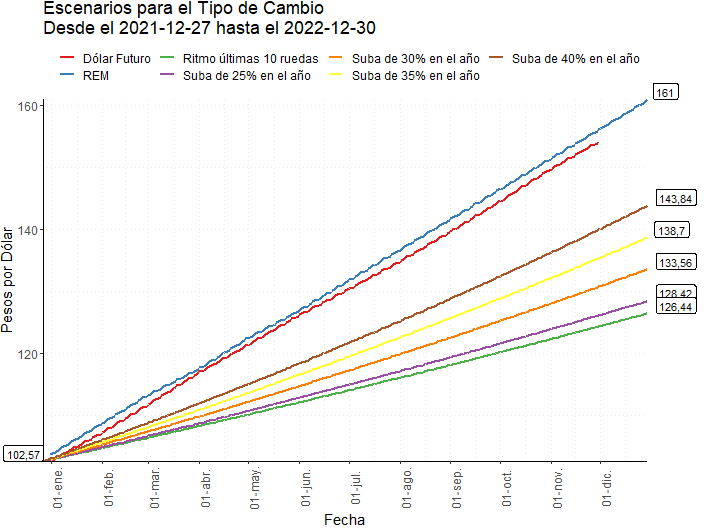 Escenarios para el Tipo de Cambio
Desde el 2021-12-27 hasta el 2022-12-30
Dólar Futuro
Ritmo últimas 10 ruedas
Suba de 30% en el año
Suba de 40% en el año
REM
Suba de 25% en el año
Suba de 35% en el año
Pesos por Dólar
160
140
120
102,57
161
143,84
138,7
133,56
128,42
126,44
01-ene.
01-feb.
01-mar.
01-abr.
01-may.
01-jun.
01-jul.
01-ago.
01-sep.
01-oct.
01-nov.
01-dic.
Fecha